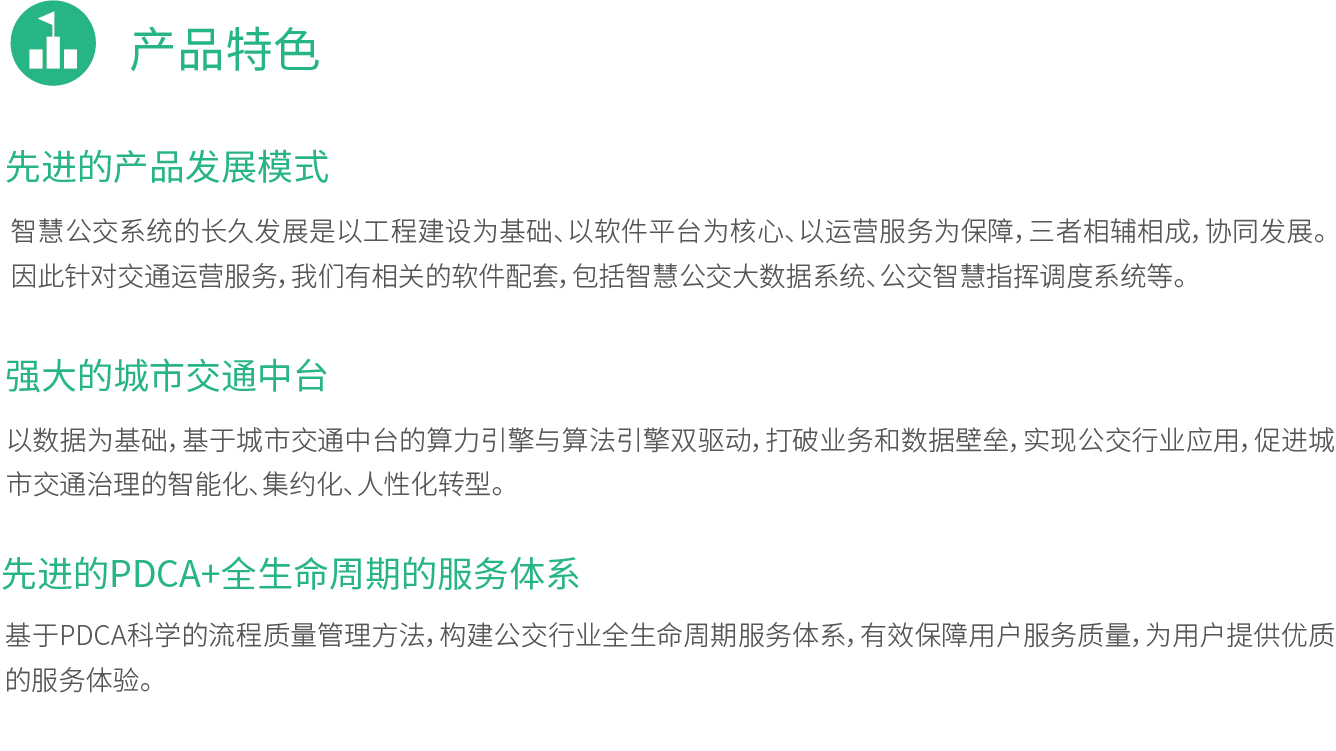 产品特色
先进的产品发展模式
智慧公交系统的长久发展是以工程建设为基础、以软件平台为核心、以运营服务为保障，三者相辅相成，协同发展。
因此针对交通运营服务，我们有相关的软件配套，包括智慧公交大数据系统、公交智慧指挥调度系统等。
强大的城市交通中台
以数据为基础，基于城市交通中台的算力引擎与算法引擎双驱动，打破业务和数据壁垒，实现公交行业应用，促进城
市交通治理的智能化、集约化、人性化转型。
先进的PDCA+全生命周期的服务体系
基于PDCA科学的流程质量管理方法，构建公交行业全生命周期服务体系，有效保障用户服务质量，为用户提供优质
的服务体验。